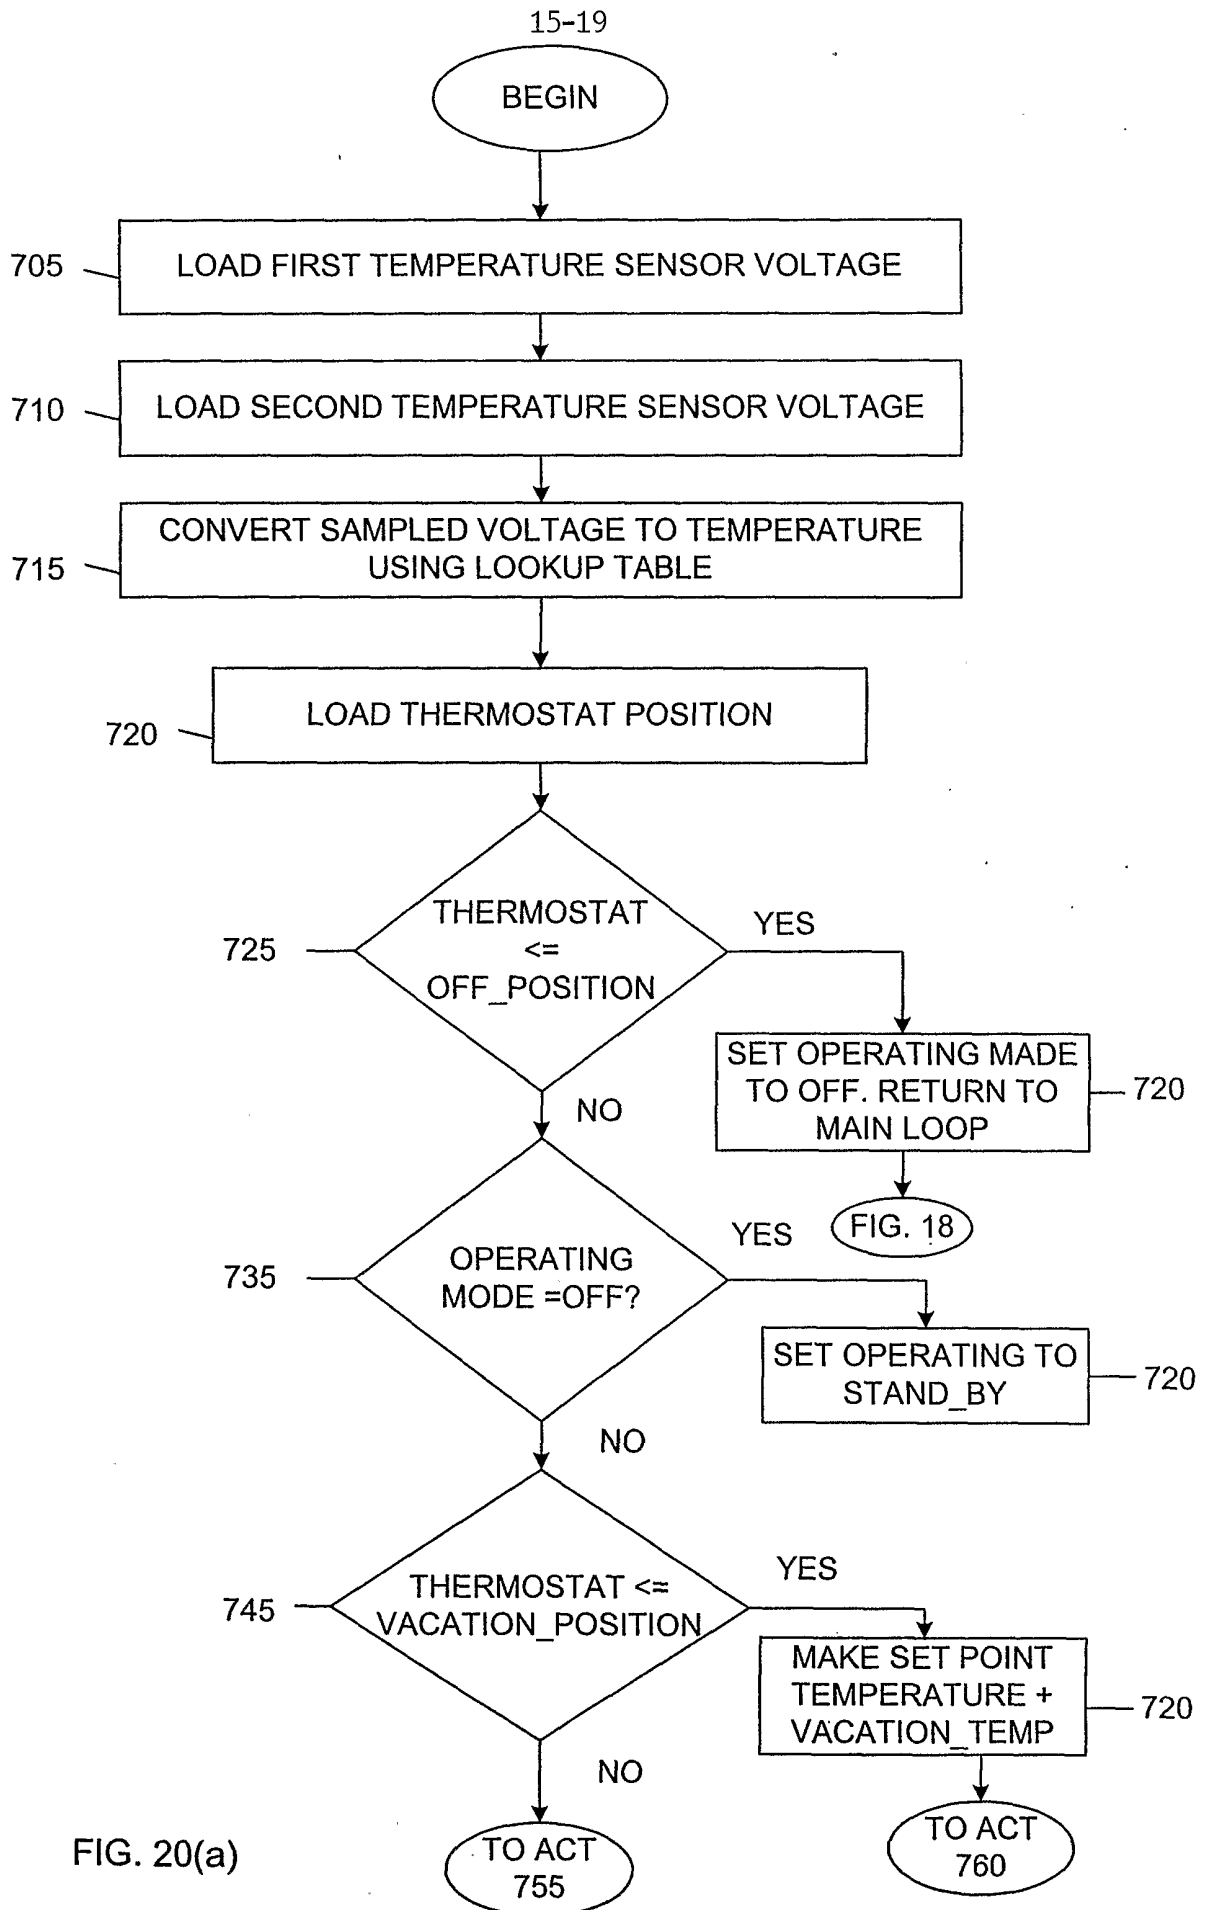 15-19
BEGIN
705
LOAD FIRST TEMPERATURE SENSOR VOLTAGE
710
LOAD SECOND TEMPERATURE SENSOR VOLTAGE
715
CONVERT SAMPLED VOLTAGE TO TEMPERATURE
USING LOOKUP TABLE
720
LOAD THERMOSTAT POSITION
725
THERMOSTAT
<=
OFF_POSITION
YES
SET OPERATING MADE
TO OFF. RETURN TO
MAIN LOOP
720
FIG. 18
NO
735
OPERATING
MODE =OFF?
YES
SET OPERATING TO
STAND_BY
720
NO
745
THERMOSTAT <=
VACATION_POSITION
YES
MAKE SET POINT
TEMPERATURE +
VACATION_TEMP
720
TO ACT
760
NO
TO ACT
755
FIG. 20(a)